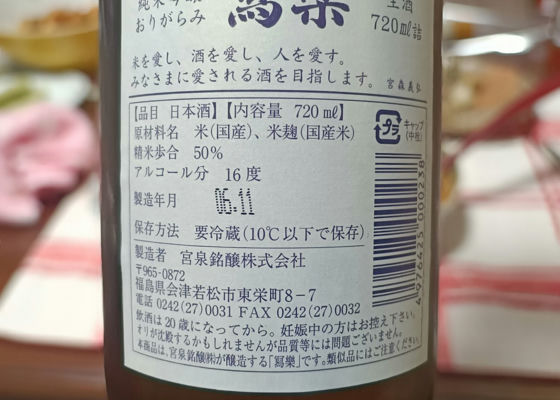 純米吟醸
おりがらみ
寫樂
生酒
720㎖詰
米を愛し、酒を愛し、人を愛す。
みなさまに愛される酒を目指します。 宮森義弘
【品目 日本酒】【内容量 720㎖】
原材料名 米(国産)、米麹(国産米)
精米歩合 50%
アルコール分 16度
製造年月 06.11
保存方法 要冷蔵(10℃以下で保存)
プラ
キャップ
(中栓)
4976425000238
製造者 宮泉銘醸株式会社
〒965-0872
福島県会津若松市東栄町8-7
電話 0242(27)0031 FAX 0242(27)0032
飲酒は20歳になってから。妊娠中の方はお控え下さい。
オリが沈殿するかもしれませんが品質等には問題ございません。
本商品は、宮泉銘醸㈱が醸造する「寫樂」です。類似品にはご注意ください。